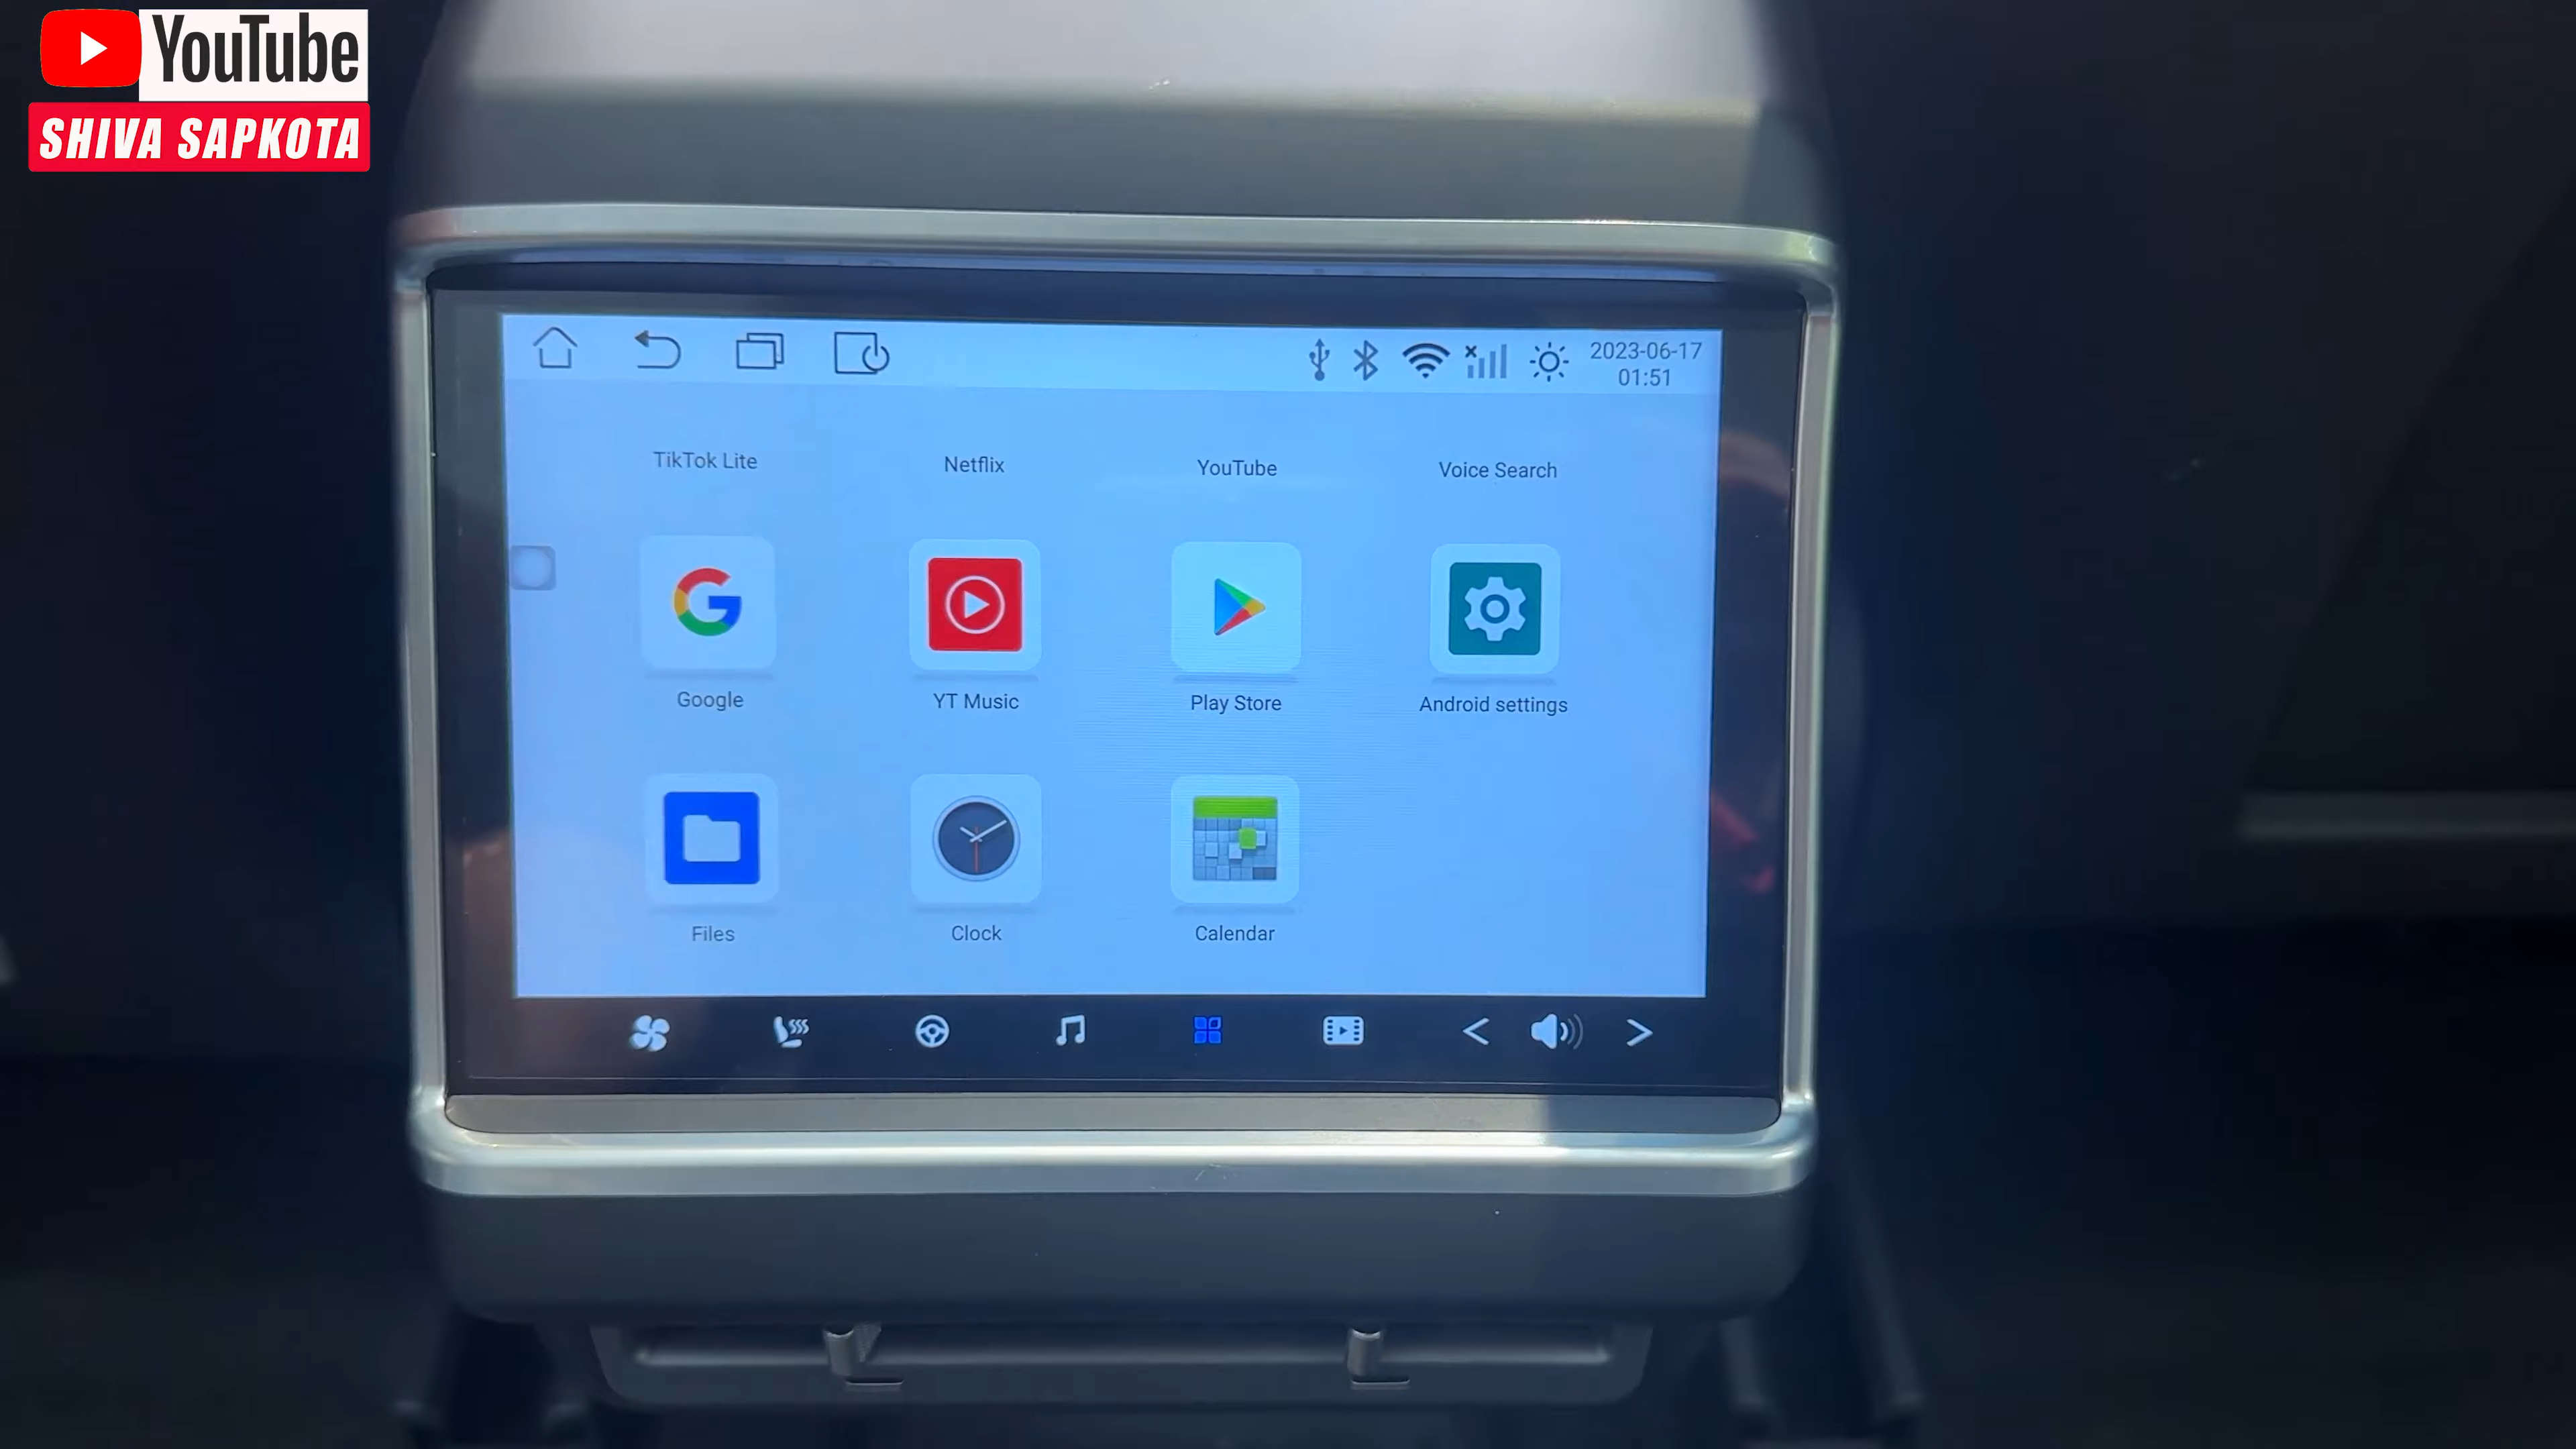 YouTube
SHIVA SAPKOTA
2023-06-17
01:51
TikTok Lite
Netflix
YouTube
Voice Search
Google
YT Music
Play Store
Android settings
Files
Clock
Calendar